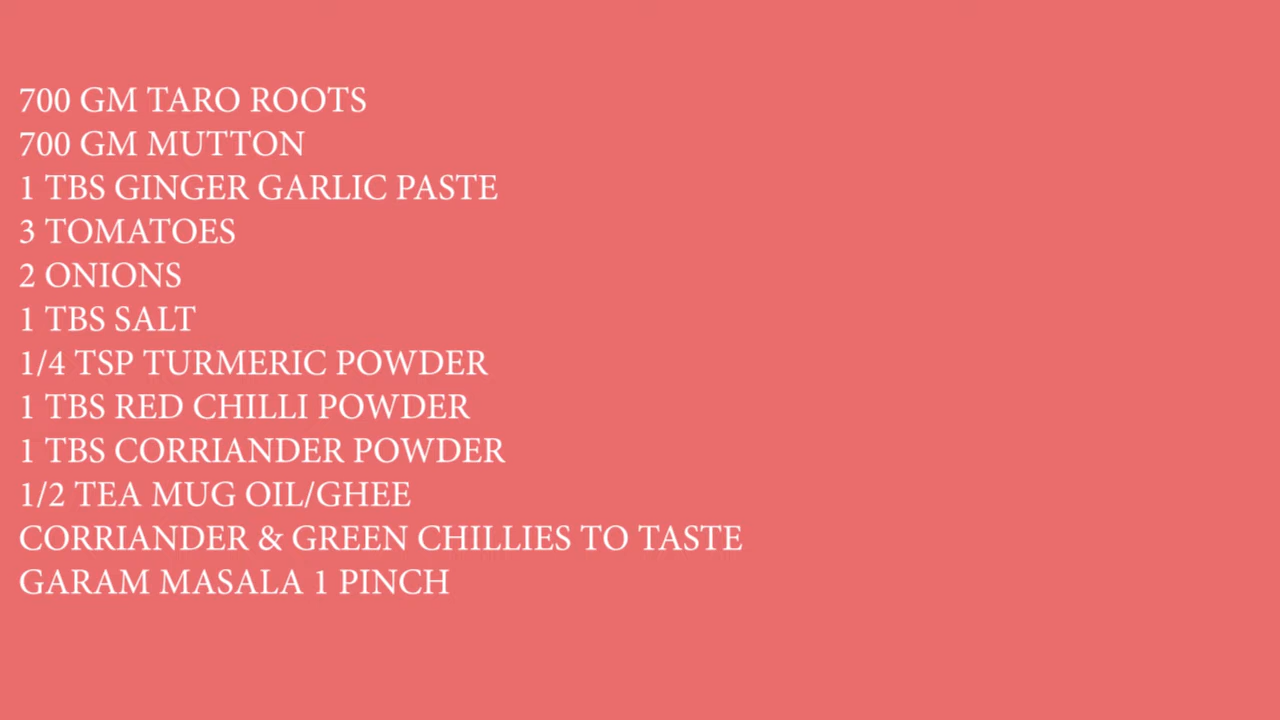 700 GM TARO ROOTS
700 GM MUTTON
1 TBS GINGER GARLIC PASTE
3 TOMATOES
2 ONIONS
1 TBS SALT
1/4 TSP TURMERIC POWDER
1 TBS RED CHILLI POWDER
1 TBS CORRIANDER POWDER
1/2 TEA MUG OIL/GHEE
CORRIANDER & GREEN CHILLIES TO TASTE
GARAM MASALA 1 PINCH